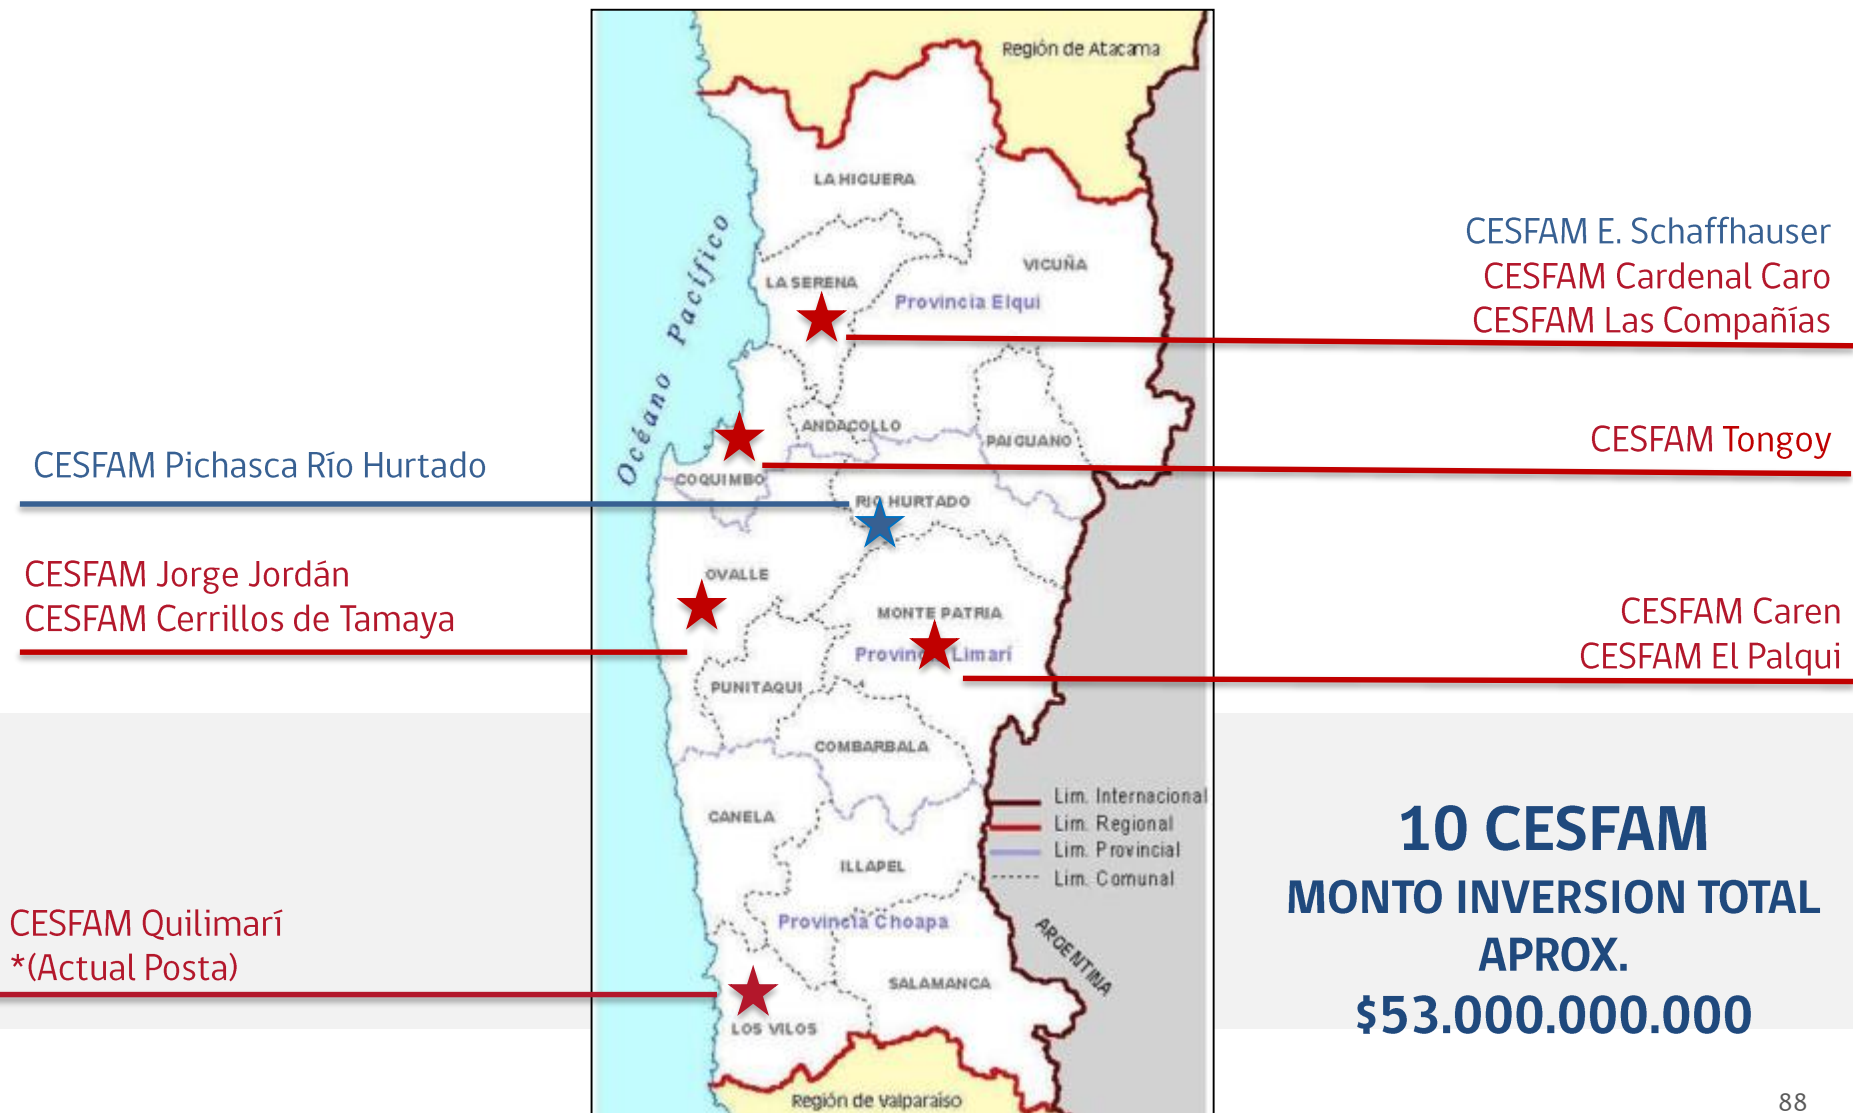 Región de Atacama
LA HIGUERA
Océano Pacífico
VICUÑA
LA SERENA
Provincia Elqui
CESFAM E. Schaffhauser
CESFAM Cardenal Caro
CESFAM Las Compañías
ANDACOLLO
PAIGUANO
CESFAM Tongoy
CESFAM Pichasca Río Hurtado
COQUIMBO
RIO HURTADO
CESFAM Jorge Jordán
CESFAM Cerrillos de Tamaya
OVALLE
MONTE PATRIA
Provincia Limarí
CESFAM Caren
CESFAM El Palqui
PUNITAQUI
COMBARBALA
CANELA
ILLAPEL
Lim. Internacional
Lim. Regional
Lim. Provincial
Lim. Comunal
10 CESFAM
MONTO INVERSION TOTAL
APROX.
$53.000.000.000
CESFAM Quilimarí
*(Actual Posta)
Provincia Choapa
ARGENTINA
SALAMANCA
LOS VILOS
Región de Valparaíso
88